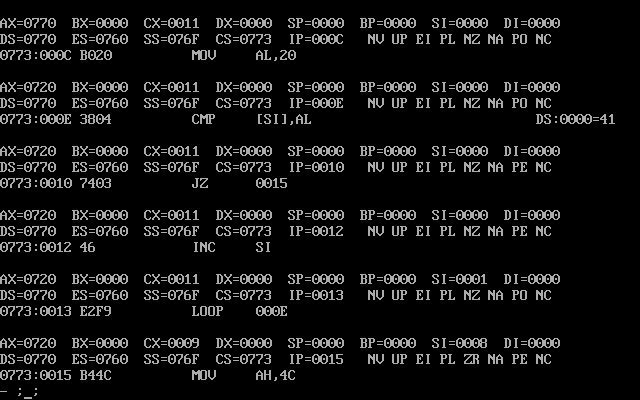 AX=0770  BX=0000  CX=0011  DX=0000  SP=0000  BP=0000  SI=0000  DI=0000
DS=0770  ES=0760  SS=076F  CS=0773  IP=000C   NV UP EI PL NZ NA PO NC
0773:000C B020          MOV     AL,20
AX=0720  BX=0000  CX=0011  DX=0000  SP=0000  BP=0000  SI=0000  DI=0000
DS=0770  ES=0760  SS=076F  CS=0773  IP=000E   NV UP EI PL NZ NA PO NC
0773:000E 3804          CMP     [SI],AL                            DS:0000=41
AX=0720  BX=0000  CX=0011  DX=0000  SP=0000  BP=0000  SI=0000  DI=0000
DS=0770  ES=0760  SS=076F  CS=0773  IP=0010   NV UP EI PL NZ NA PE NC
0773:0010 7403          JZ      0015
AX=0720  BX=0000  CX=0011  DX=0000  SP=0000  BP=0000  SI=0000  DI=0000
DS=0770  ES=0760  SS=076F  CS=0773  IP=0012   NV UP EI PL NZ NA PE NC
0773:0012 46            INC     SI
AX=0720  BX=0000  CX=0011  DX=0000  SP=0000  BP=0000  SI=0001  DI=0000
DS=0770  ES=0760  SS=076F  CS=0773  IP=0013   NV UP EI PL NZ NA PO NC
0773:0013 E2F9          LOOP    000E
AX=0720  BX=0000  CX=0009  DX=0000  SP=0000  BP=0000  SI=0008  DI=0000
DS=0770  ES=0760  SS=076F  CS=0773  IP=0015   NV UP EI PL ZR NA PE NC
0773:0015 B44C          MOV     AH,4C
- ;_;